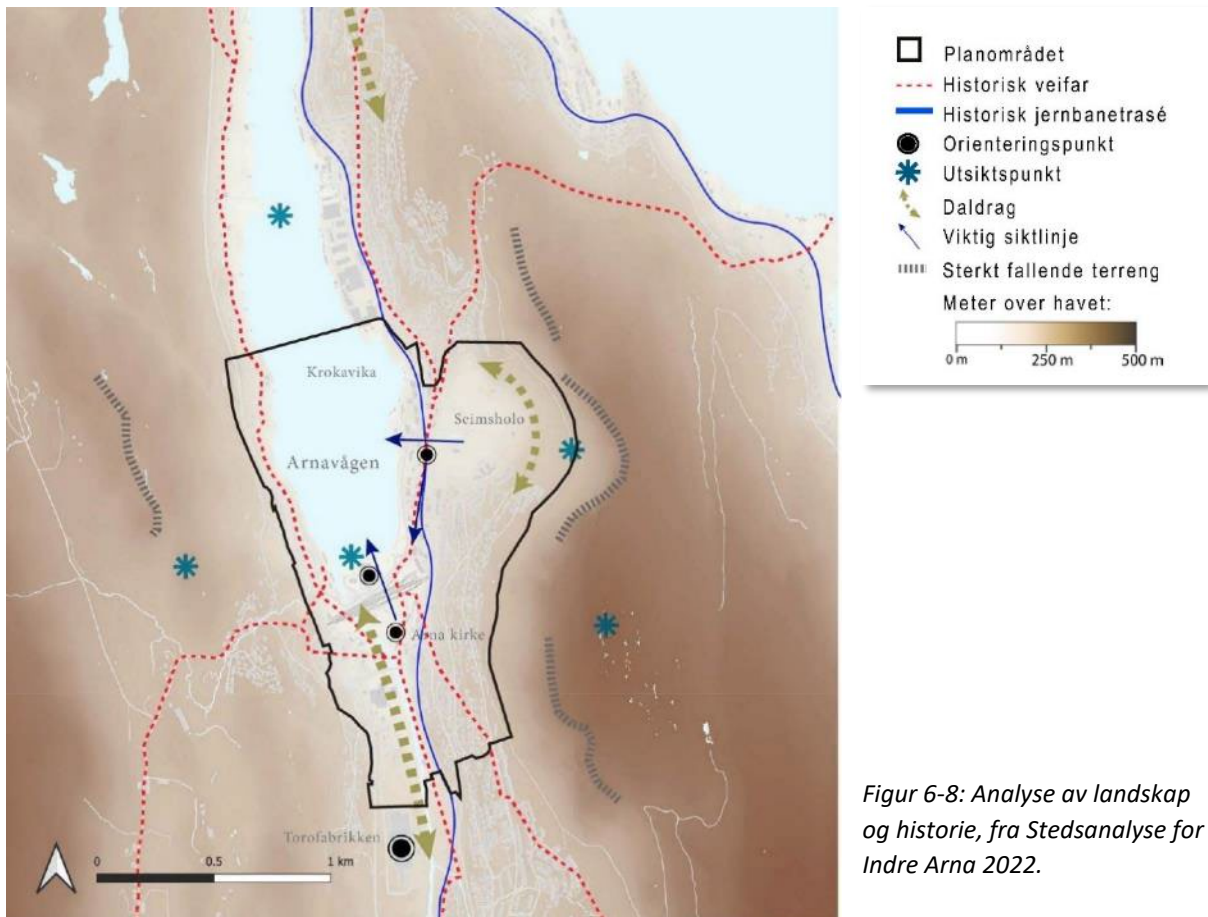 Krokavika
Seimsholo
Arnavågen
Arna kirke
Torofabrikken
0
0.5
1 km
Planområdet
Historisk veifar
Historisk jernbanetrasé
Orienteringspunkt
Utsiktspunkt
Daldrag
Viktig siktlinje
Sterkt fallende terreng
Meter over havet:
0 m 250 m 500 m
Figur 6-8: Analyse av landskap
og historie, fra Stedsanalyse for
Indre Arna 2022.